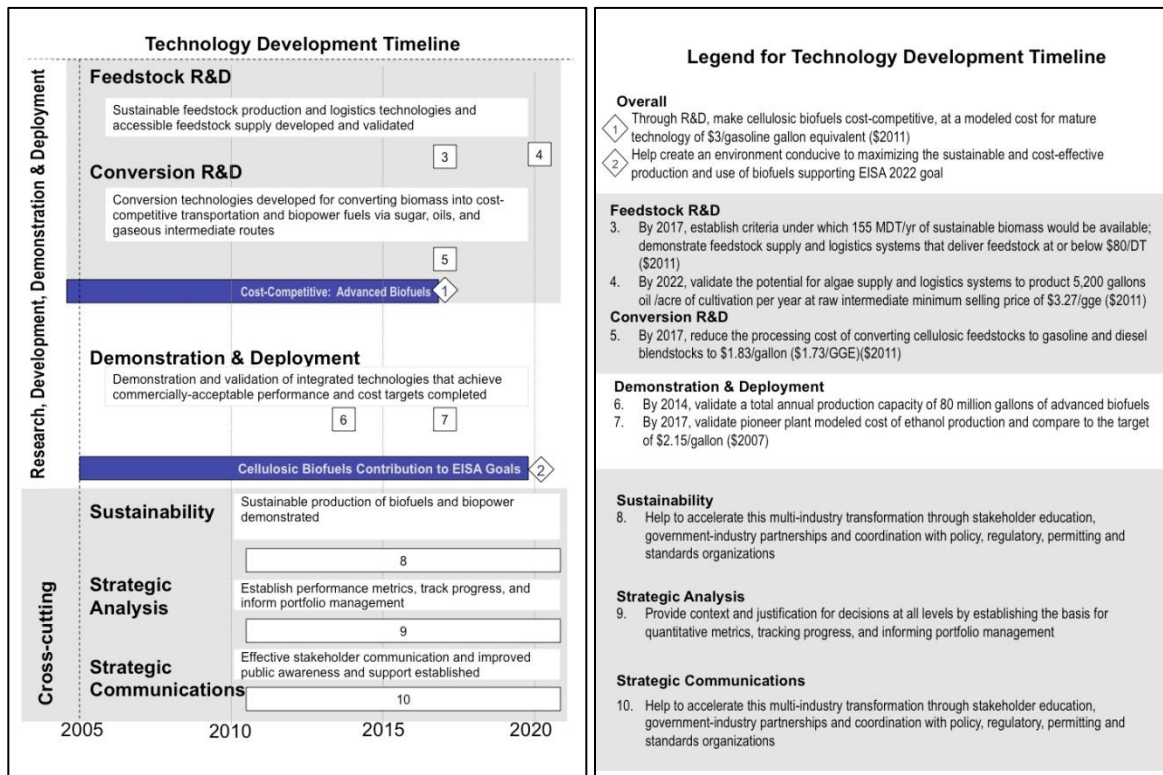 Technology Development Timeline
Research, Development, Demonstration & Deployment
Feedstock R&D
Sustainable feedstock production and logistics technologies and
accessible feedstock supply developed and validated
3
4
Conversion R&D
Conversion technologies developed for converting biomass into cost-
competitive transportation and biopower fuels via sugar, oils, and
gaseous intermediate routes
5
Cost-Competitive: Advanced Biofuels
1
Demonstration & Deployment
Demonstration and validation of integrated technologies that achieve
commercially-acceptable performance and cost targets completed
6
7
Cellulosic Biofuels Contribution to EISA Goals
2
Cross-cutting
Sustainability
Sustainable production of biofuels and biopower
demonstrated
8
Strategic
Analysis
Establish performance metrics, track progress, and
inform portfolio management
9
Strategic
Communications
Effective stakeholder communication and improved
public awareness and support established
10
2005
2010
2015
2020
Legend for Technology Development Timeline
Overall
1 Through R&D, make cellulosic biofuels cost-competitive, at a modeled cost for mature
technology of $3/gasoline gallon equivalent ($2011)
2 Help create an environment conducive to maximizing the sustainable and cost-effective
production and use of biofuels supporting EISA 2022 goal
Feedstock R&D
3. By 2017, establish criteria under which 155 MDT/yr of sustainable biomass would be available;
demonstrate feedstock supply and logistics systems that deliver feedstock at or below $80/DT
($2011)
4. By 2022, validate the potential for algae supply and logistics systems to product 5,200 gallons
oil /acre of cultivation per year at raw intermediate minimum selling price of $3.27/gge ($2011)
Conversion R&D
5. By 2017, reduce the processing cost of converting cellulosic feedstocks to gasoline and diesel
blendstocks to $1.83/gallon ($1.73/GGE)($2011)
Demonstration & Deployment
6. By 2014, validate a total annual production capacity of 80 million gallons of advanced biofuels
7. By 2017, validate pioneer plant modeled cost of ethanol production and compare to the target
of $2.15/gallon ($2007)
Sustainability
8. Help to accelerate this multi-industry transformation through stakeholder education,
government-industry partnerships and coordination with policy, regulatory, permitting and
standards organizations
Strategic Analysis
9. Provide context and justification for decisions at all levels by establishing the basis for
quantitative metrics, tracking progress, and informing portfolio management
Strategic Communications
10. Help to accelerate this multi-industry transformation through stakeholder education,
government-industry partnerships and coordination with policy, regulatory, permitting and
standards organizations